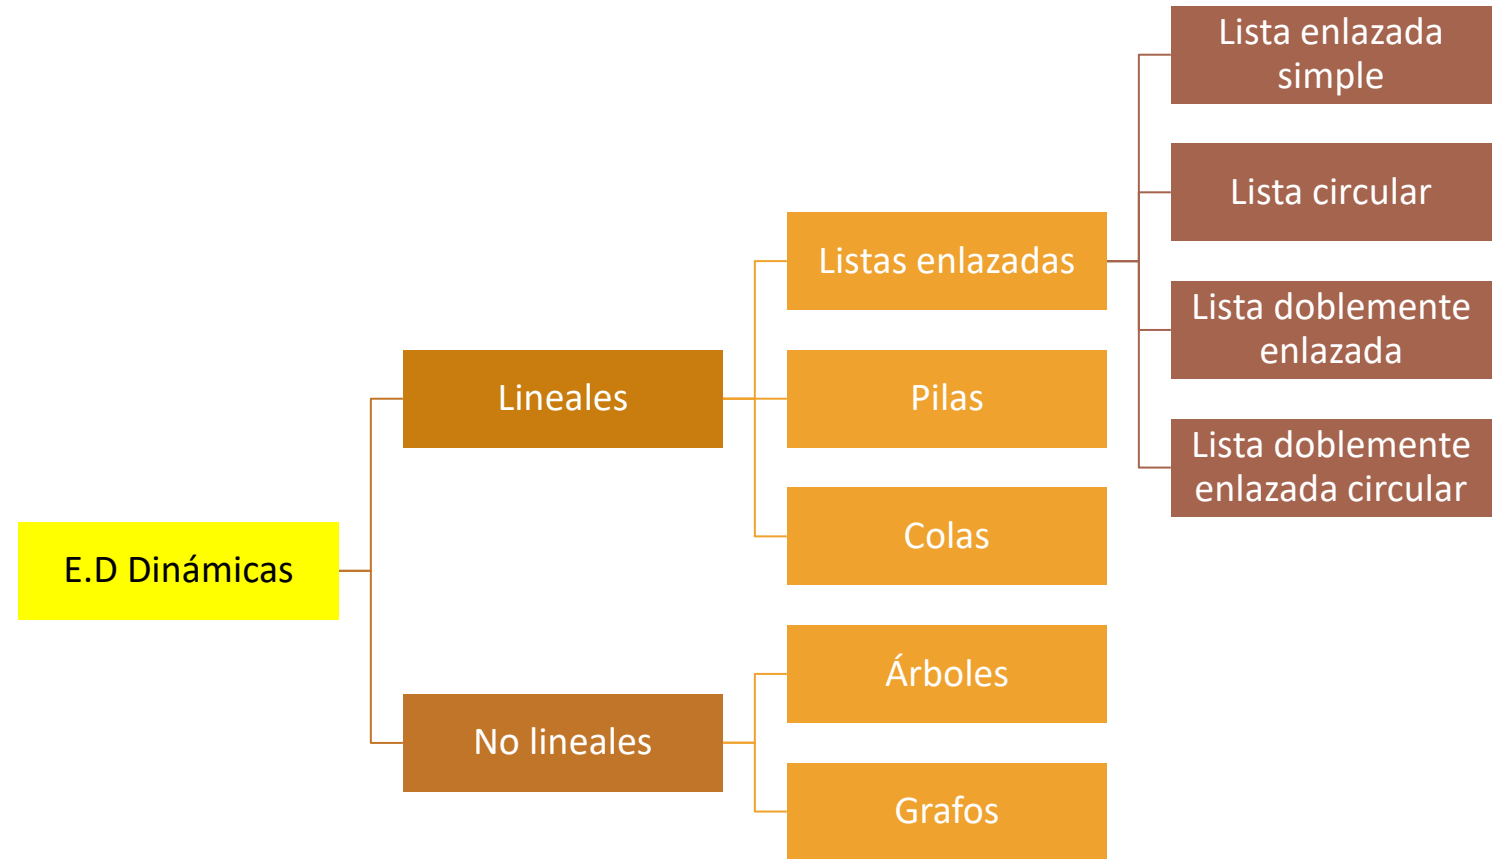 Lista enlazada
simple
Lista circular
Listas enlazadas
Lista doblemente
enlazada
Lineales
Pilas
Lista doblemente
enlazada circular
Colas
E.D Dinámicas
Árboles
No lineales
Grafos